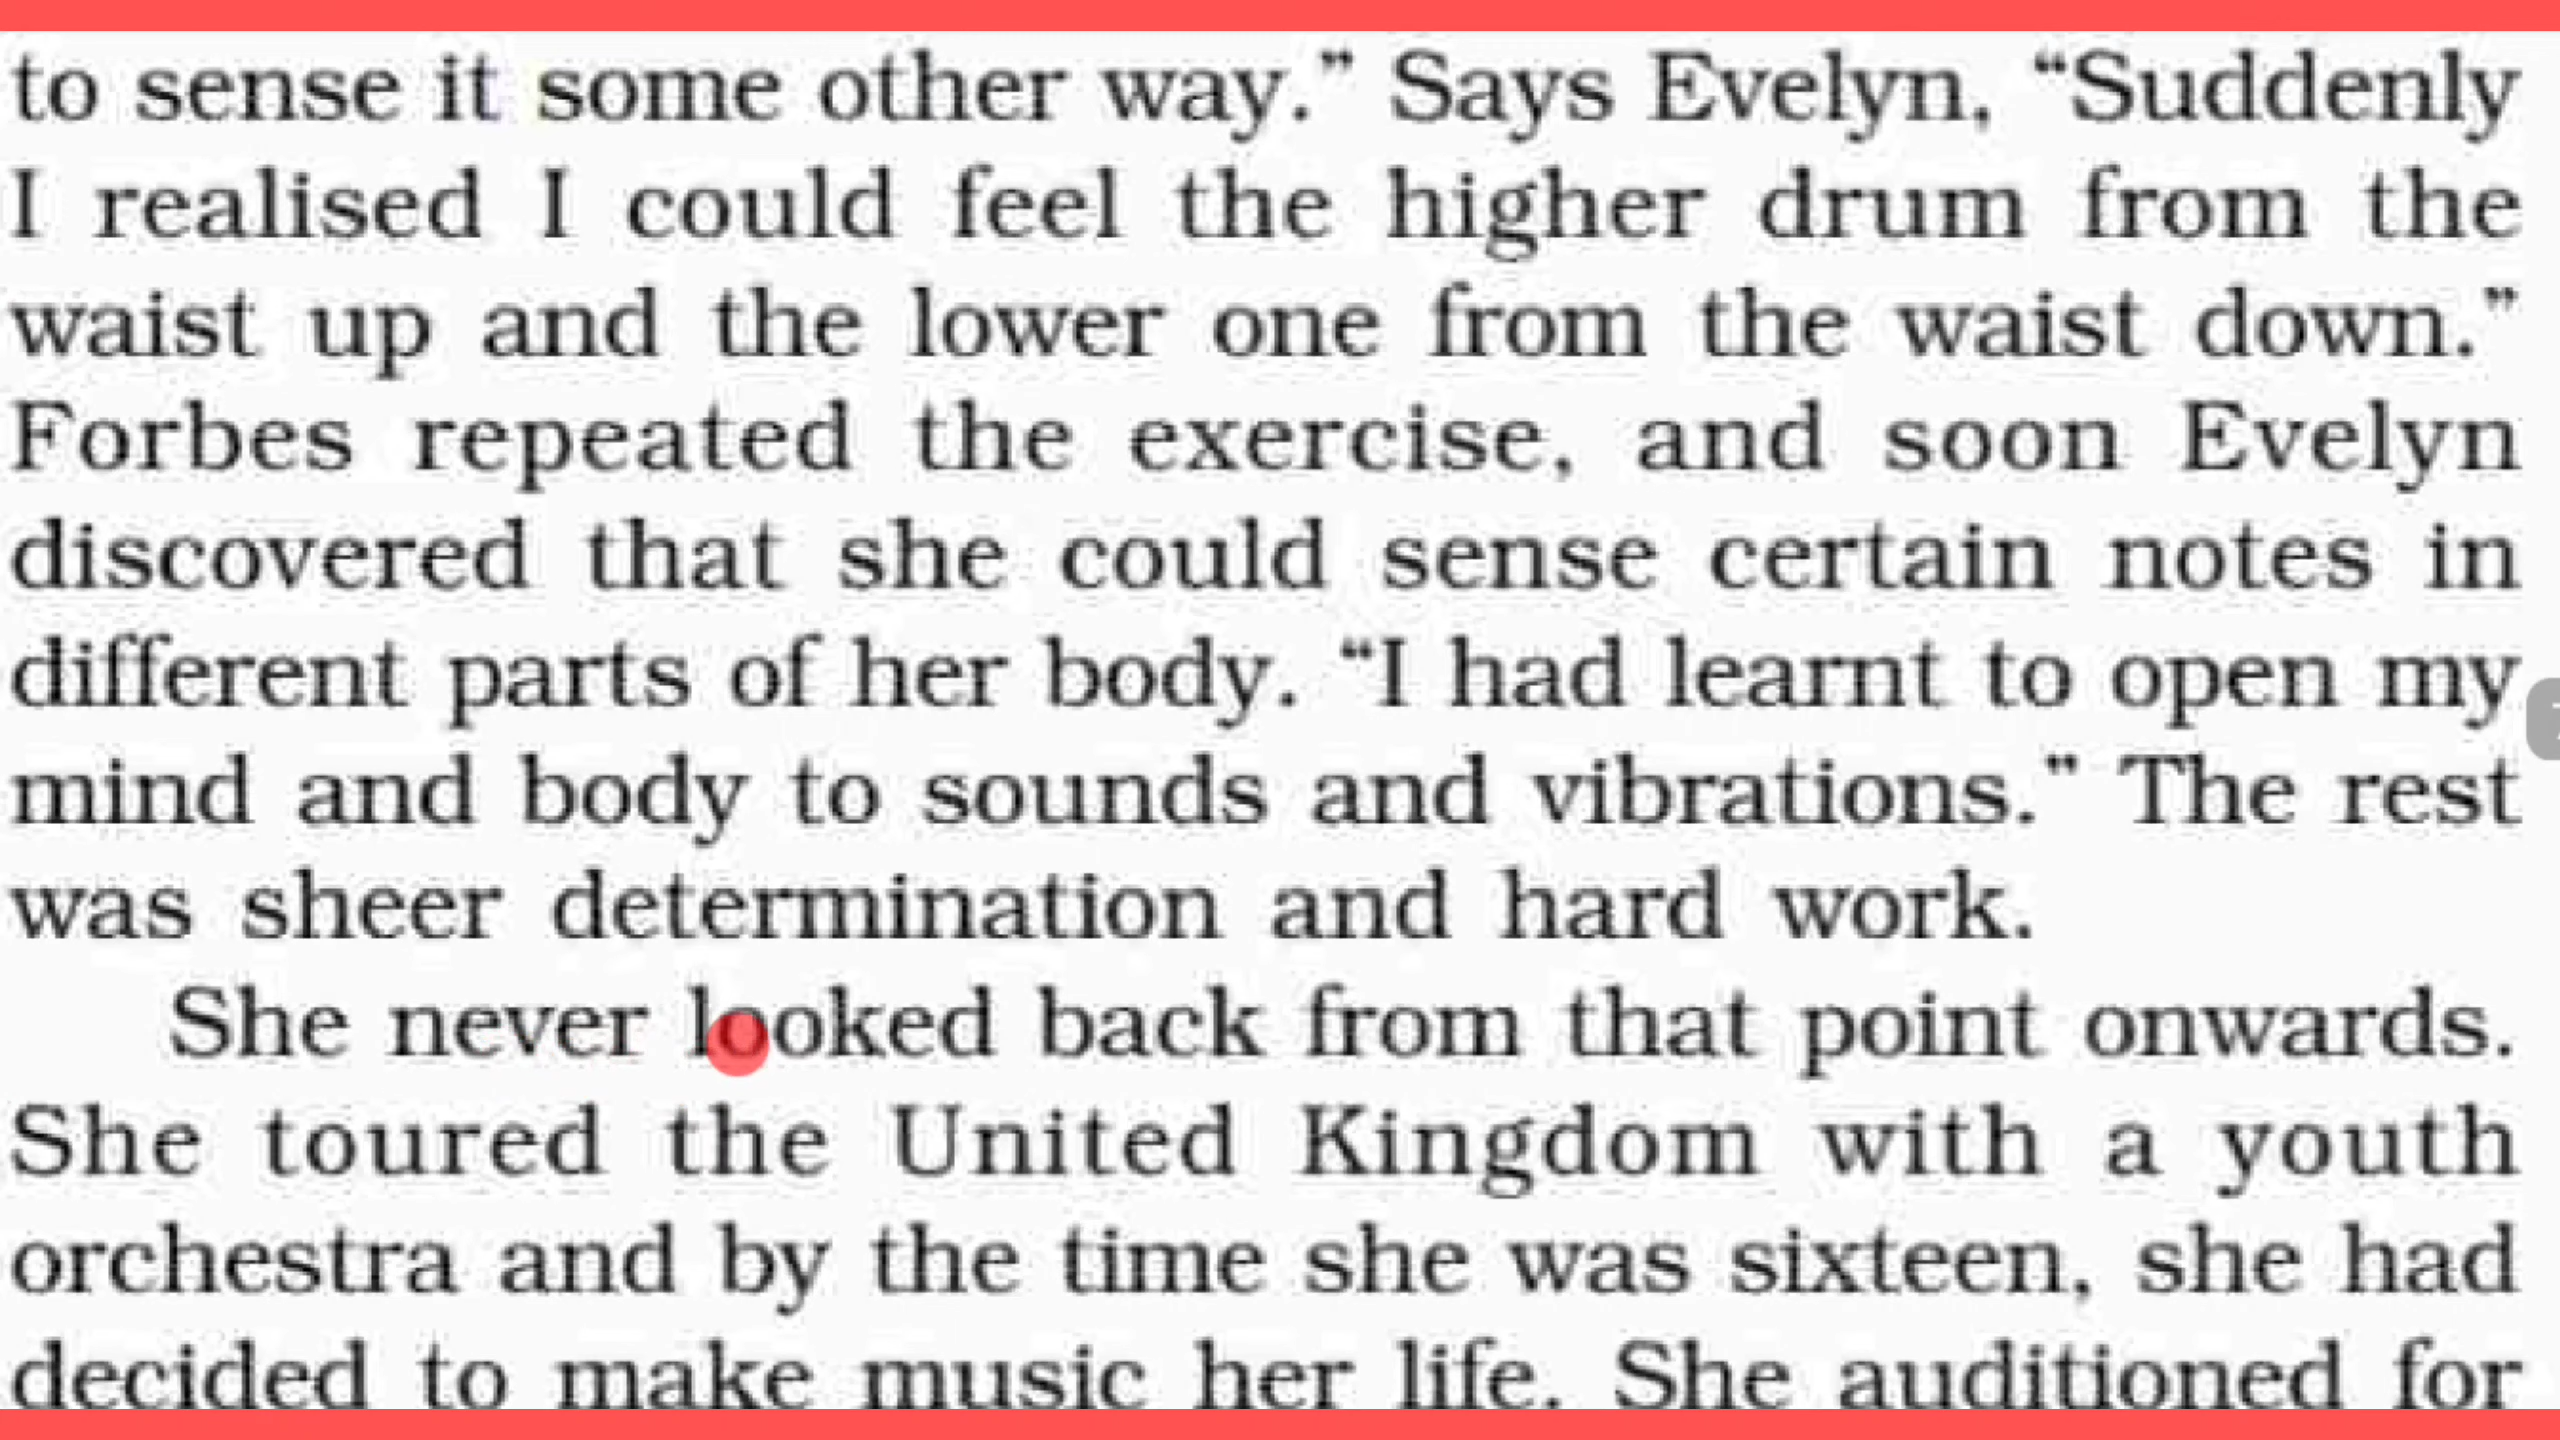 to sense it some other way.” Says Evelyn, “Suddenly
I realised I could feel the higher drum from the
waist up and the lower one from the waist down.”
Forbes repeated the exercise, and soon Evelyn
discovered that she could sense certain notes in
different parts of her body. “I had learnt to open my
mind and body to sounds and vibrations.” The rest
was sheer determination and hard work.
She never looked back from that point onwards.
She toured the United Kingdom with a youth
orchestra and by the time she was sixteen, she had
decided to make music her life. She auditioned for